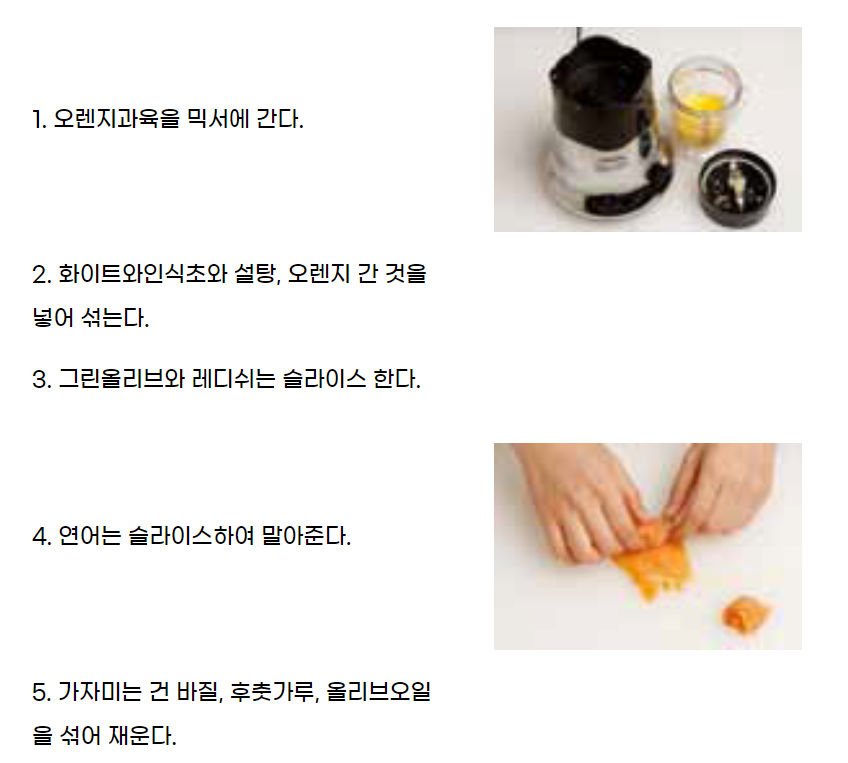 1. 오렌지과육을 믹서에 간다.
2. 화이트와인식초와 설탕, 오렌지 간 것을
넣어 섞는다.
3. 그린올리브와 레디쉬는 슬라이스 한다.
4. 연어는 슬라이스하여 말아준다.
5. 가자미는 건 바질, 후춧가루, 올리브오일
을 섞어 재운다.